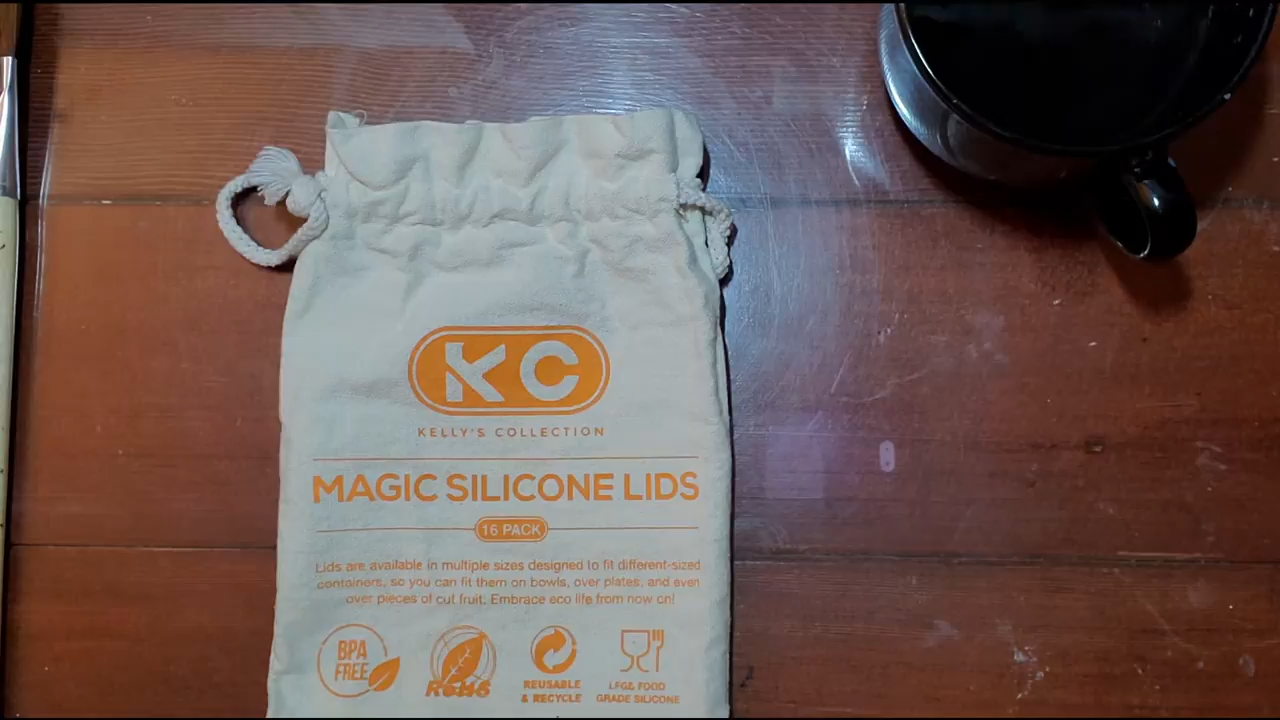 KC
KELLY'S COLLECTION
MAGIC SILICONE LIDS
16 PACK
Lids are available in multiple sizes designed to fit different-sized
containers, so you can fit them on bowls, over plates, and even
over pieces of cut fruit. Embrace eco life from now on!
BPA
FREE
RoHS
REUSABLE
& RECYCLE
LFGB FOOD
GRADE SILICONE